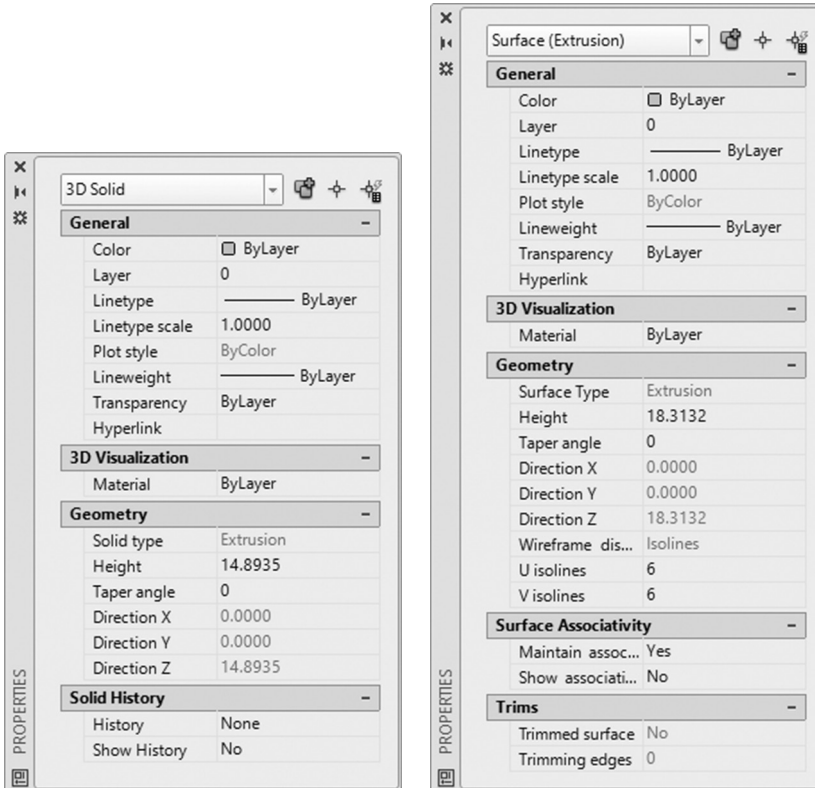 3D Solid
General −
Color ByLayer
Layer 0
Linetype ByLayer
Linetype scale 1.0000
Plot style ByColor
Lineweight ByLayer
Transparency ByLayer
Hyperlink
3D Visualization −
Material ByLayer
Geometry −
Solid type Extrusion
Height 14.8935
Taper angle 0
Direction X 0.0000
Direction Y 0.0000
Direction Z 14.8935
Solid History −
History None
Show History No
PROPERTIES
Surface (Extrusion)
General −
Color ByLayer
Layer 0
Linetype ByLayer
Linetype scale 1.0000
Plot style ByColor
Lineweight ByLayer
Transparency ByLayer
Hyperlink
3D Visualization −
Material ByLayer
Geometry −
Surface Type Extrusion
Height 18.3132
Taper angle 0
Direction X 0.0000
Direction Y 0.0000
Direction Z 18.3132
Wireframe dis... Isolines
U isolines 6
V isolines 6
Surface Associativity −
Maintain assoc... Yes
Show associati... No
Trims −
Trimmed surface No
Trimming edges 0
PROPERTIES